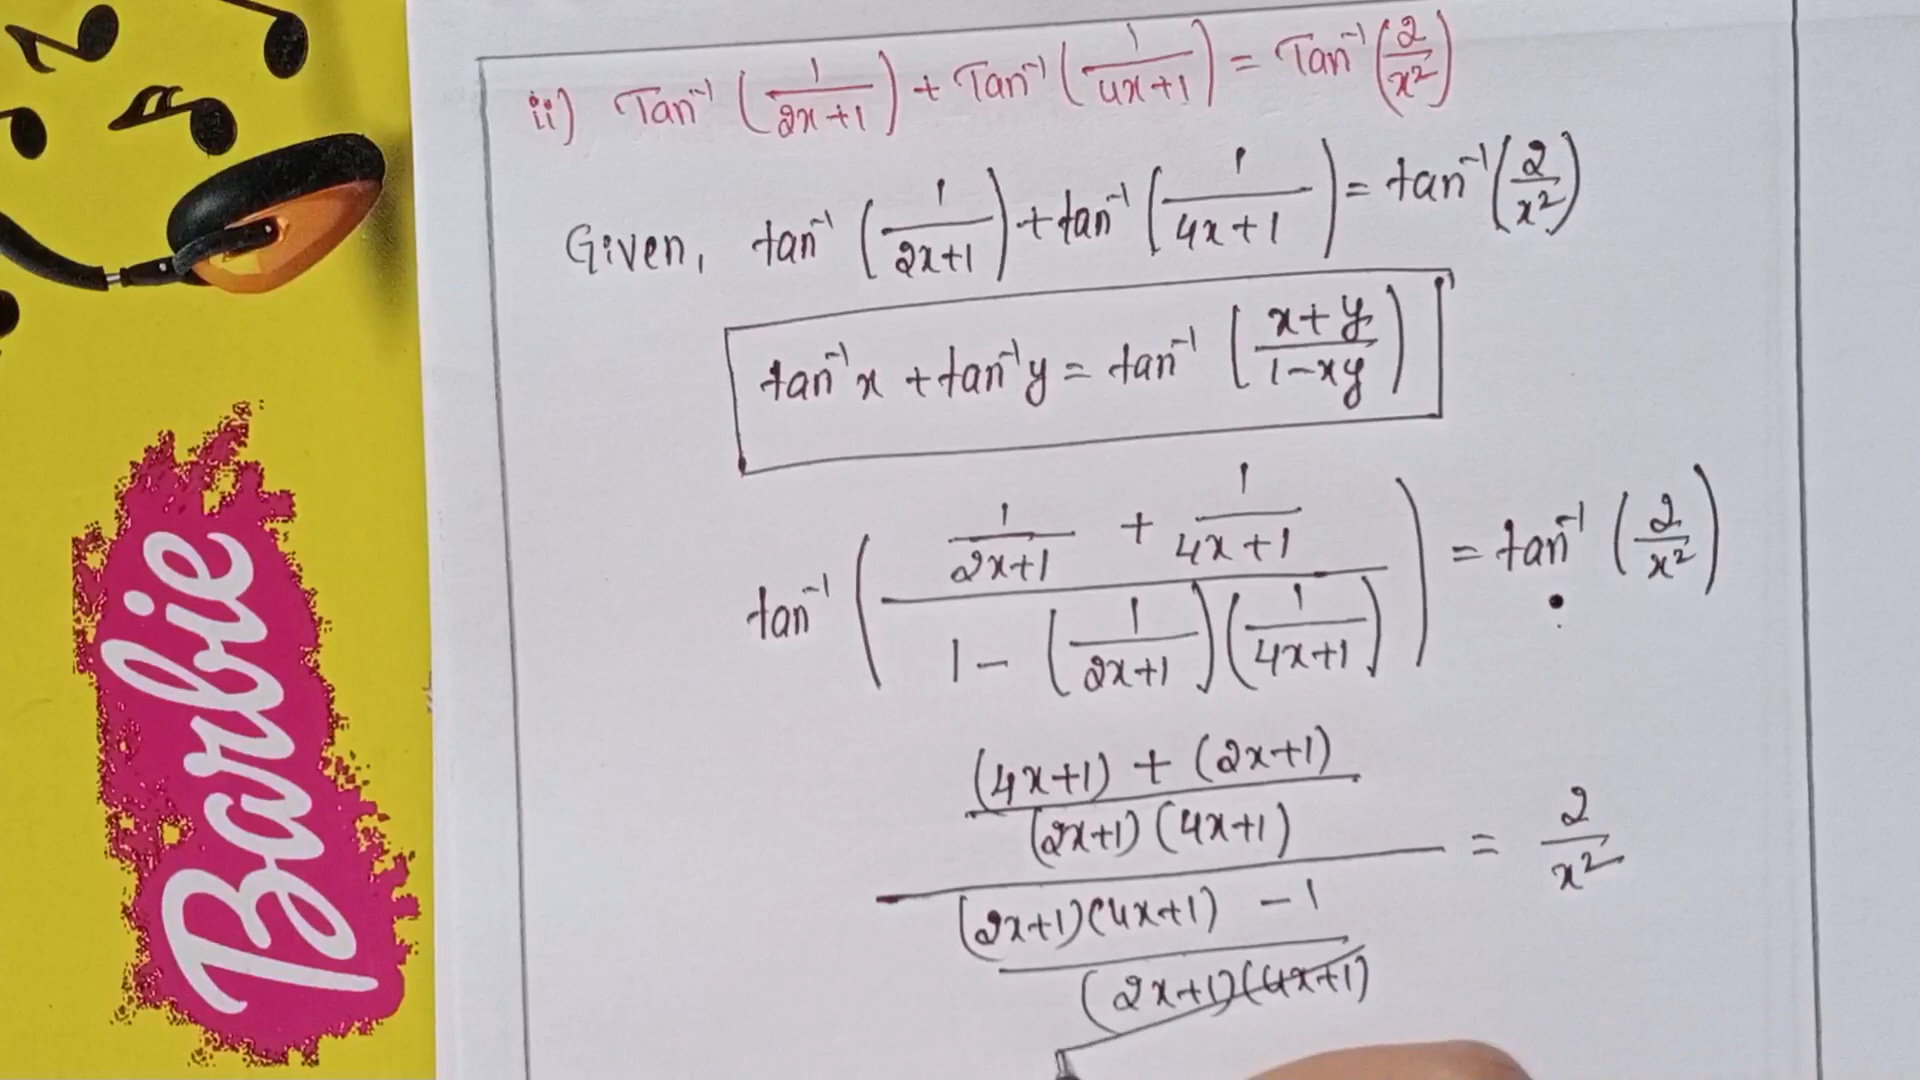 ii) Tan⁻¹ (1/2x+1) + Tan⁻¹ (1/4x+1) = Tan⁻¹ (2/x²)
Given, tan⁻¹ (1/2x+1) + tan⁻¹ (1/4x+1) = tan⁻¹ (2/x²)
tan⁻¹x + tan⁻¹y = tan⁻¹ (x+y/1-xy)
tan⁻¹ (1/2x+1 + 1/4x+1 / 1 - (1/2x+1)(1/4x+1)) = tan⁻¹ (2/x²)
(4x+1) + (2x+1)
(2x+1)(4x+1)
= 2/x²
(2x+1)(4x+1) - 1
(2x+1)(4x+1)
Barbie